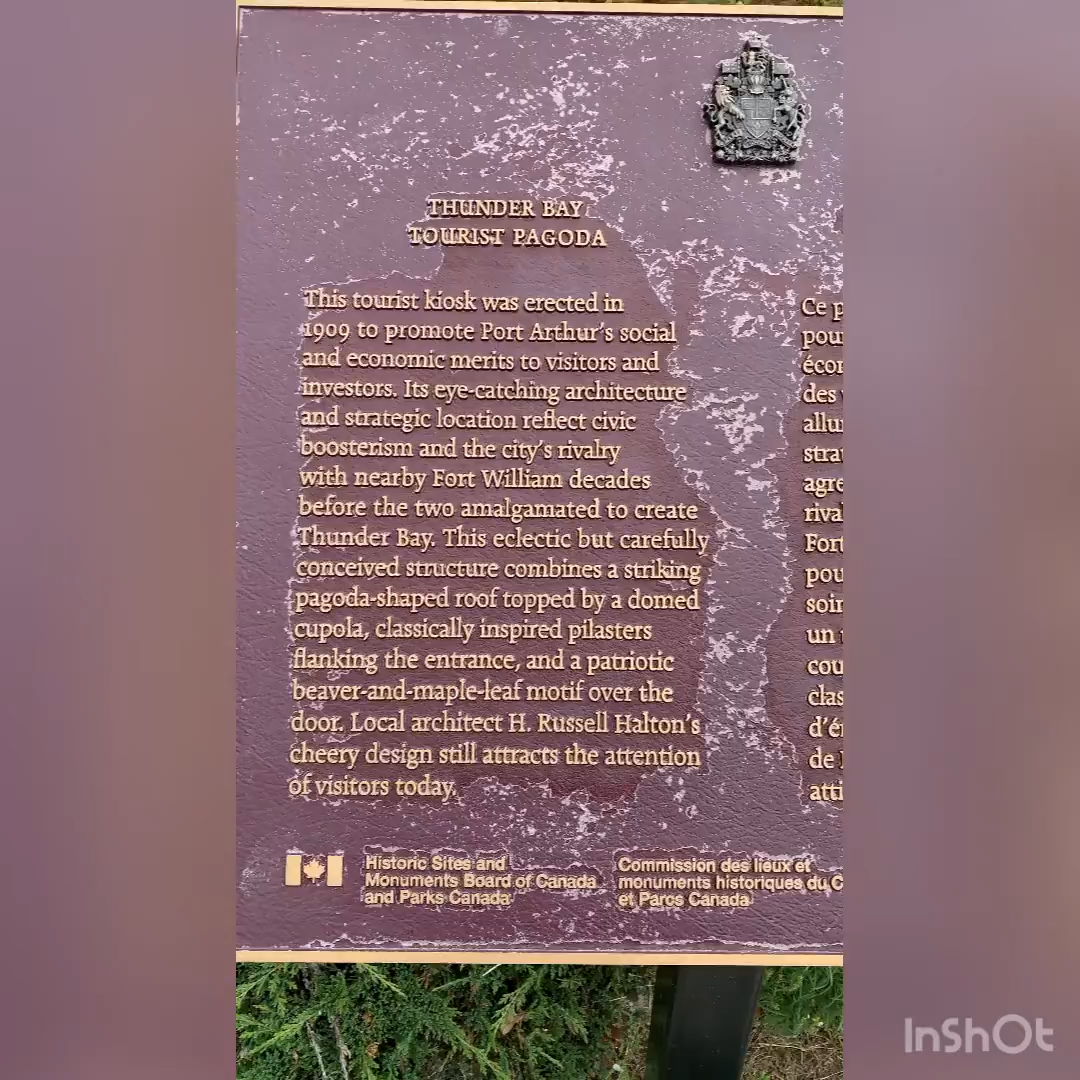 THUNDER BAY
TOURIST PAGODA
This tourist kiosk was erected in
1909 to promote Port Arthur's social
and economic merits to visitors and
investors. Its eye-catching architecture
and strategic location reflect civic
boosterism and the city's rivalry
with nearby Fort William decades
before the two amalgamated to create
Thunder Bay. This eclectic but carefully
conceived structure combines a striking
pagoda-shaped roof topped by a domed
cupola, classically inspired pilasters
flanking the entrance, and a patriotic
beaver-and-maple-leaf motif over the
door. Local architect H. Russell Halton's
cheery design still attracts the attention
of visitors today.
Ce
des
Historic Sites and
Monuments Board of Canada
and Parks Canada
Commission des lieux et
monuments historiques du
et Parcs Canada
InShOt